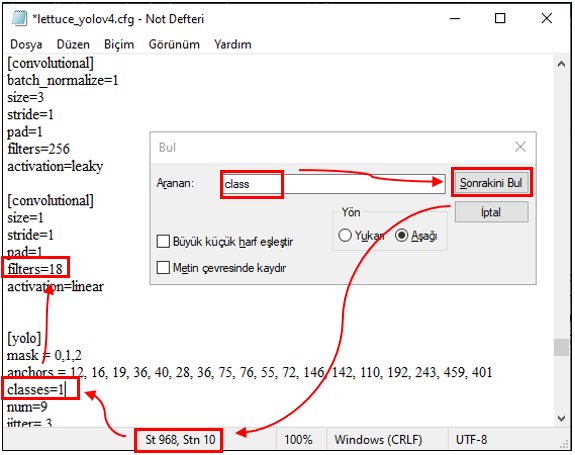 *lettuce_yolov4.cfg - Not Defteri
Dosya Düzen Biçim Görünüm Yardım
[convolutional]
batch_normalize=1
size=3
stride=1
pad=1
filters=256
activation=leaky
[convolutional]
size=1
stride=1
pad=1
filters=18
activation=linear
[yolo]
mask = 0,1,2
anchors = 12, 16, 19, 36, 40, 28, 36, 75, 76, 55, 72, 146, 142, 110, 192, 243, 459, 401
classes=1
num=9
jitter=.3
Bul
Aranan: class Sonrakini Bul
İptal
Yön
Yukarı Aşağı
Büyük küçük harf eşleştir
Metin çevresinde kaydır
St 968, Stn 10 100% Windows (CRLF) UTF-8